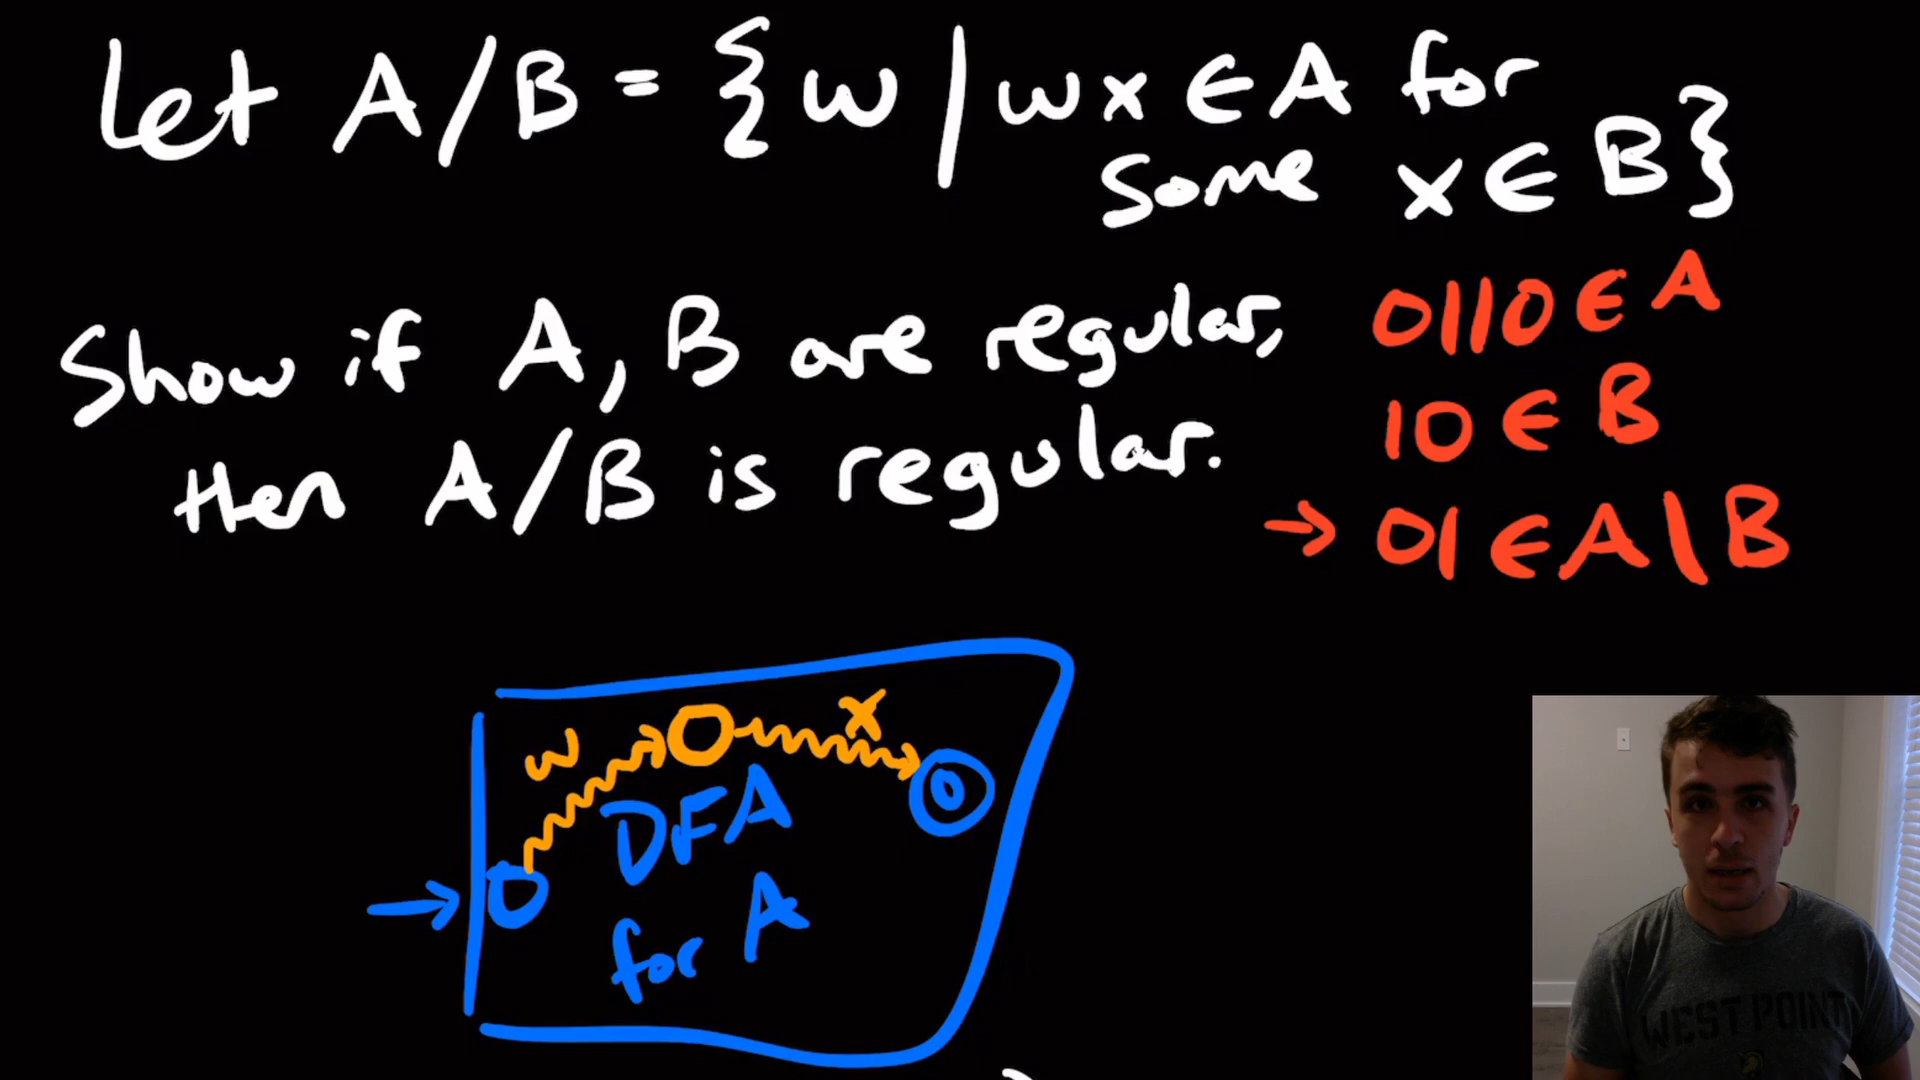 Let A/B = {w | wx ∈ A for
some x ∈ B}
Show if A, B are regular,
then A/B is regular.
0110 ∈ A
10 ∈ B
→ 01 ∈ A \ B
w
x
DFA
for A
WEST POINT